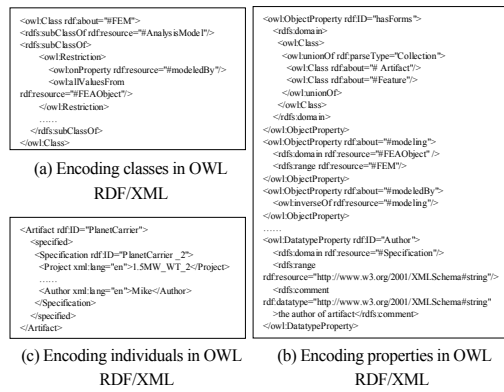 <owl:Class rdf:about="#FEM">
<rdfs:subClassOf rdf:resource="#AnalysisModel"/>
<rdfs:subClassOf>
<owl:Restriction>
<owl:onProperty rdf:resource="#modeledBy"/>
<owl:allValuesFrom
rdf:resource="#FEAObject"/>
</owl:Restriction>
……
</rdfs:subClassOf>
</owl:Class>
(a) Encoding classes in OWL
RDF/XML
<Artifact rdf:ID="PlanetCarrier">
<specified>
<Specification rdf:ID="PlanetCarrier _2">
<Project xml:lang="en">1.5MW_WT_2</Project>
……
<Author xml:lang="en">Mike</Author>
</Specification>
</specified>
</Artifact>
(c) Encoding individuals in OWL
RDF/XML
<owl:ObjectProperty rdf:ID="hasForms">
<rdfs:domain>
<owl:Class>
<owl:unionOf rdf:parseType="Collection">
<owl:Class rdf:about="# Artifact"/>
<owl:Class rdf:about="#Feature"/>
</owl:unionOf>
</owl:Class>
</rdfs:domain>
</owl:ObjectProperty>
<owl:ObjectProperty rdf:about="#modeling">
<rdfs:domain rdf:resource="#FEAObject" />
<rdfs:range rdf:resource="#FEM"/>
</owl:ObjectProperty>
<owl:ObjectProperty rdf:about="#modeledBy">
<owl:inverseOf rdf:resource="#modeling"/>
</owl:ObjectProperty>
……
<owl:DatatypeProperty rdf:ID="Author">
<rdfs:domain rdf:resource="#Specification"/>
<rdfs:range
rdf:resource="http://www.w3.org/2001/XMLSchema#string"/>
<rdfs:comment
rdf:datatype="http://www.w3.org/2001/XMLSchema#string"
>the author of artifact</rdfs:comment>
</owl:DatatypeProperty>
(b) Encoding properties in OWL
RDF/XML